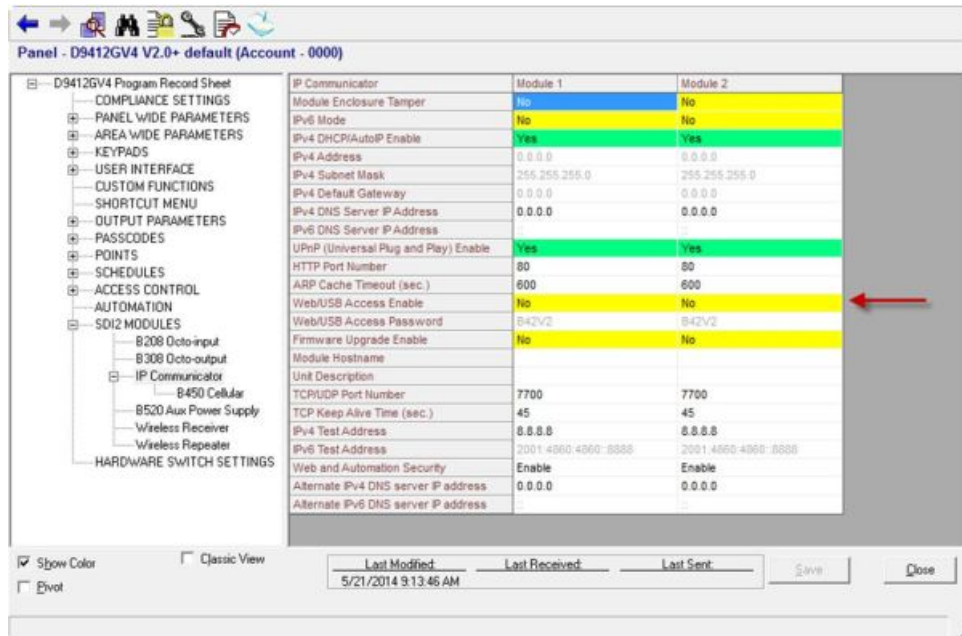 Panel - D9412GV4 V2.0+ default (Account - 0000)
D9412GV4 Program Record Sheet
COMPLIANCE SETTINGS
PANEL WIDE PARAMETERS
AREA WIDE PARAMETERS
KEYPADS
USER INTERFACE
CUSTOM FUNCTIONS
SHORTCUT MENU
OUTPUT PARAMETERS
PASSCODES
POINTS
SCHEDULES
ACCESS CONTROL
AUTOMATION
SDI2 MODULES
B208 Octo-input
B308 Octo-output
IP Communicator
B450 Cellular
B520 Aux Power Supply
Wireless Receiver
Wireless Repeater
HARDWARE SWITCH SETTINGS
IP Communicator Module 1 Module 2
Module Enclosure Tamper No No
IPv6 Mode No No
IPv4 DHCP/AutoIP Enable Yes Yes
IPv4 Address 0.0.0.0 0.0.0.0
IPv4 Subnet Mask 255.255.255.0 255.255.255.0
IPv4 Default Gateway 0.0.0.0 0.0.0.0
IPv4 DNS Server IP Address 0.0.0.0 0.0.0.0
IPv6 DNS Server IP Address :: ::
UPnP (Universal Plug and Play) Enable Yes Yes
HTTP Port Number 80 80
ARP Cache Timeout (sec.) 600 600
Web/USB Access Enable No No
Web/USB Access Password B42V2 B42V2
Firmware Upgrade Enable No No
Module Hostname
Unit Description
TCP/UDP Port Number 7700 7700
TCP Keep Alive Time (sec.) 45 45
IPv4 Test Address 8.8.8.8 8.8.8.8
IPv6 Test Address 2001:4860:4860::8888 2001:4860:4860::8888
Web and Automation Security Enable Enable
Alternate IPv4 DNS server IP address 0.0.0.0 0.0.0.0
Alternate IPv6 DNS server IP address :: ::
Show Color Classic View
Pivot
Last Modified: Last Received: Last Sent:
5/21/2014 9:13:46 AM
Save Close